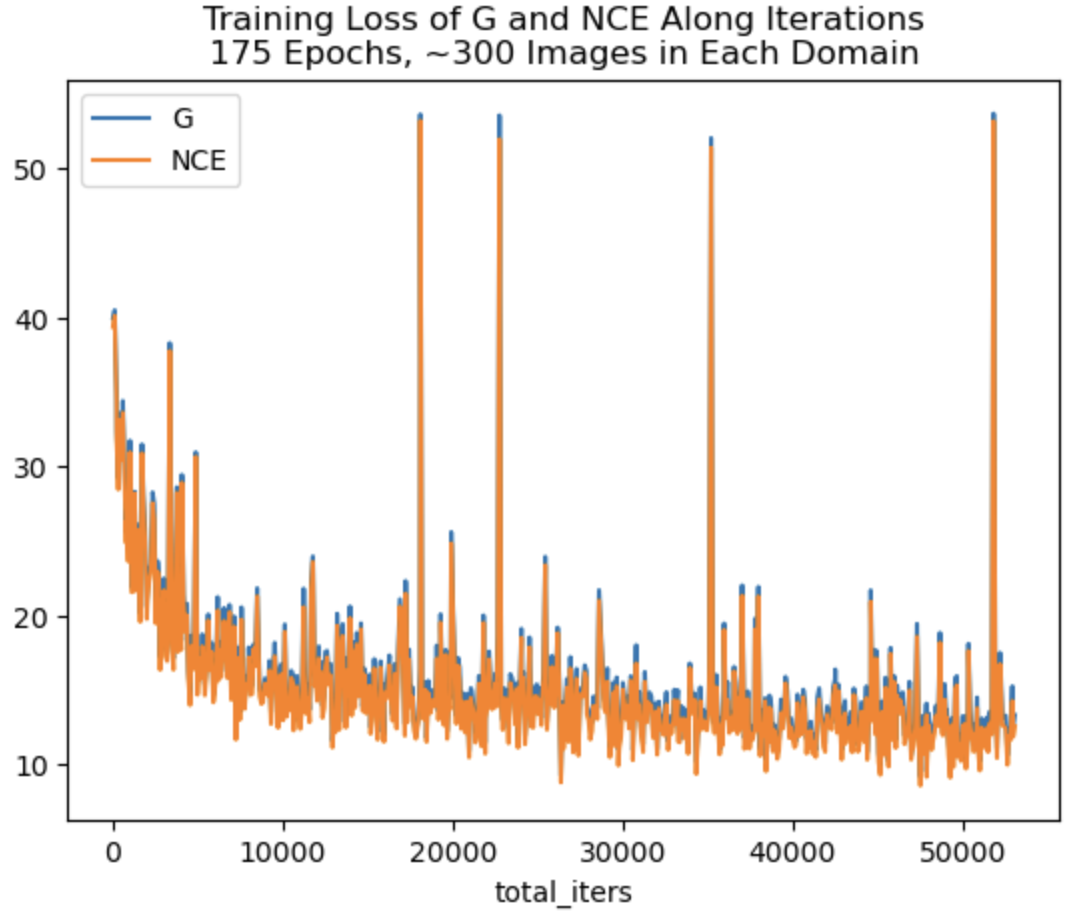 Training Loss of G and NCE Along Iterations
175 Epochs, ~300 Images in Each Domain
G
NCE
50
40
30
20
10
0 10000 20000 30000 40000 50000
total_iters